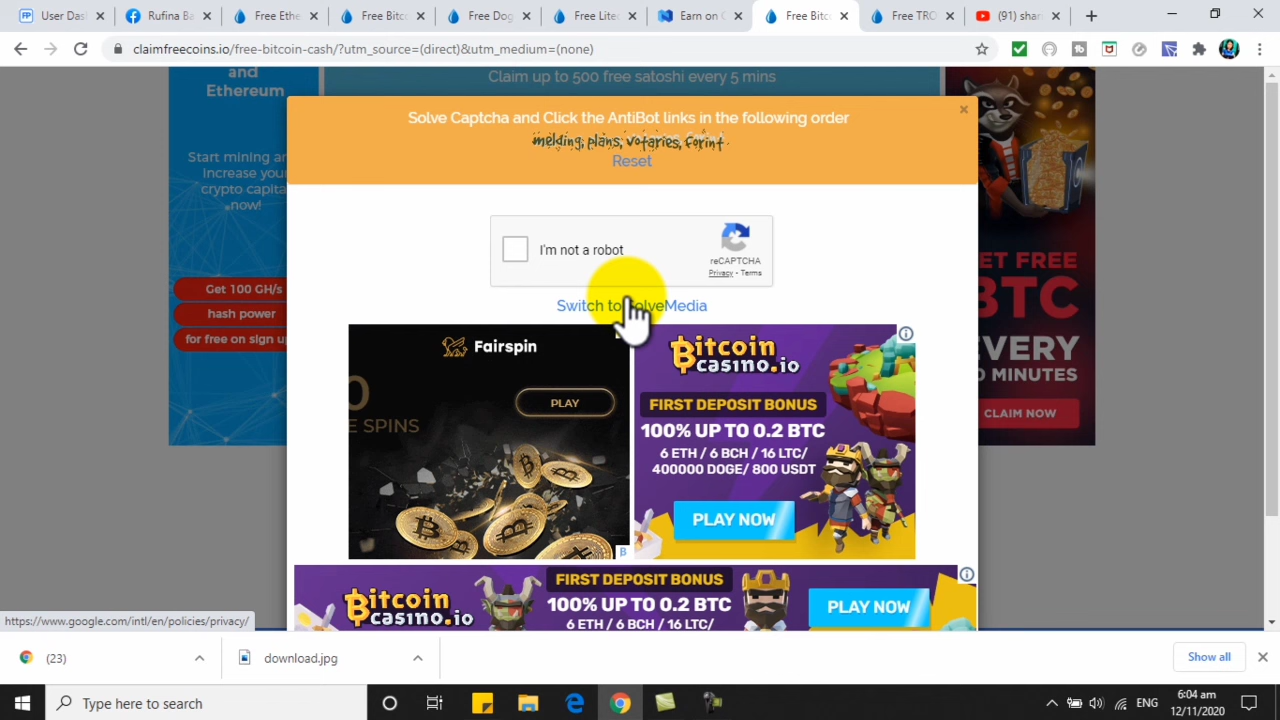 User Dash
Rufina Ba
Free Ethe
Free Bitco
Free Dog
Free Litec
Earn on C
Free Bitco
Free TRO
(91) shar
claimfreecoins.io/free-bitcoin-cash/?utm_source=(direct)&utm_medium=(none)
and
Ethereum
Start mining an
increase your
crypto capita
now!
Get 100 GH/s
hash power
for free on sign u
Claim up to 500 free satoshi every 5 mins
Solve Captcha and Click the AntiBot links in the following order
melding, plans, votaries, forint
Reset
I'm not a robot
reCAPTCHA
Privacy - Terms
Switch to SolveMedia
Fairspin
0
E SPINS
PLAY
B
Bitcoin
casino.io
FIRST DEPOSIT BONUS
100% UP TO 0.2 BTC
6 ETH / 6 BCH / 16 LTC/
400000 DOGE/ 800 USDT
PLAY NOW
Bitcoin
casino.io
FIRST DEPOSIT BONUS
100% UP TO 0.2 BTC
6 ETH / 6 BCH / 16 LTC/
PLAY NOW
ET FREE
BTC
EVERY
0 MINUTES
CLAIM NOW
https://www.google.com/intl/en/policies/privacy/
(23)
download.jpg
Show all
Type here to search
ENG
6:04 am
12/11/2020